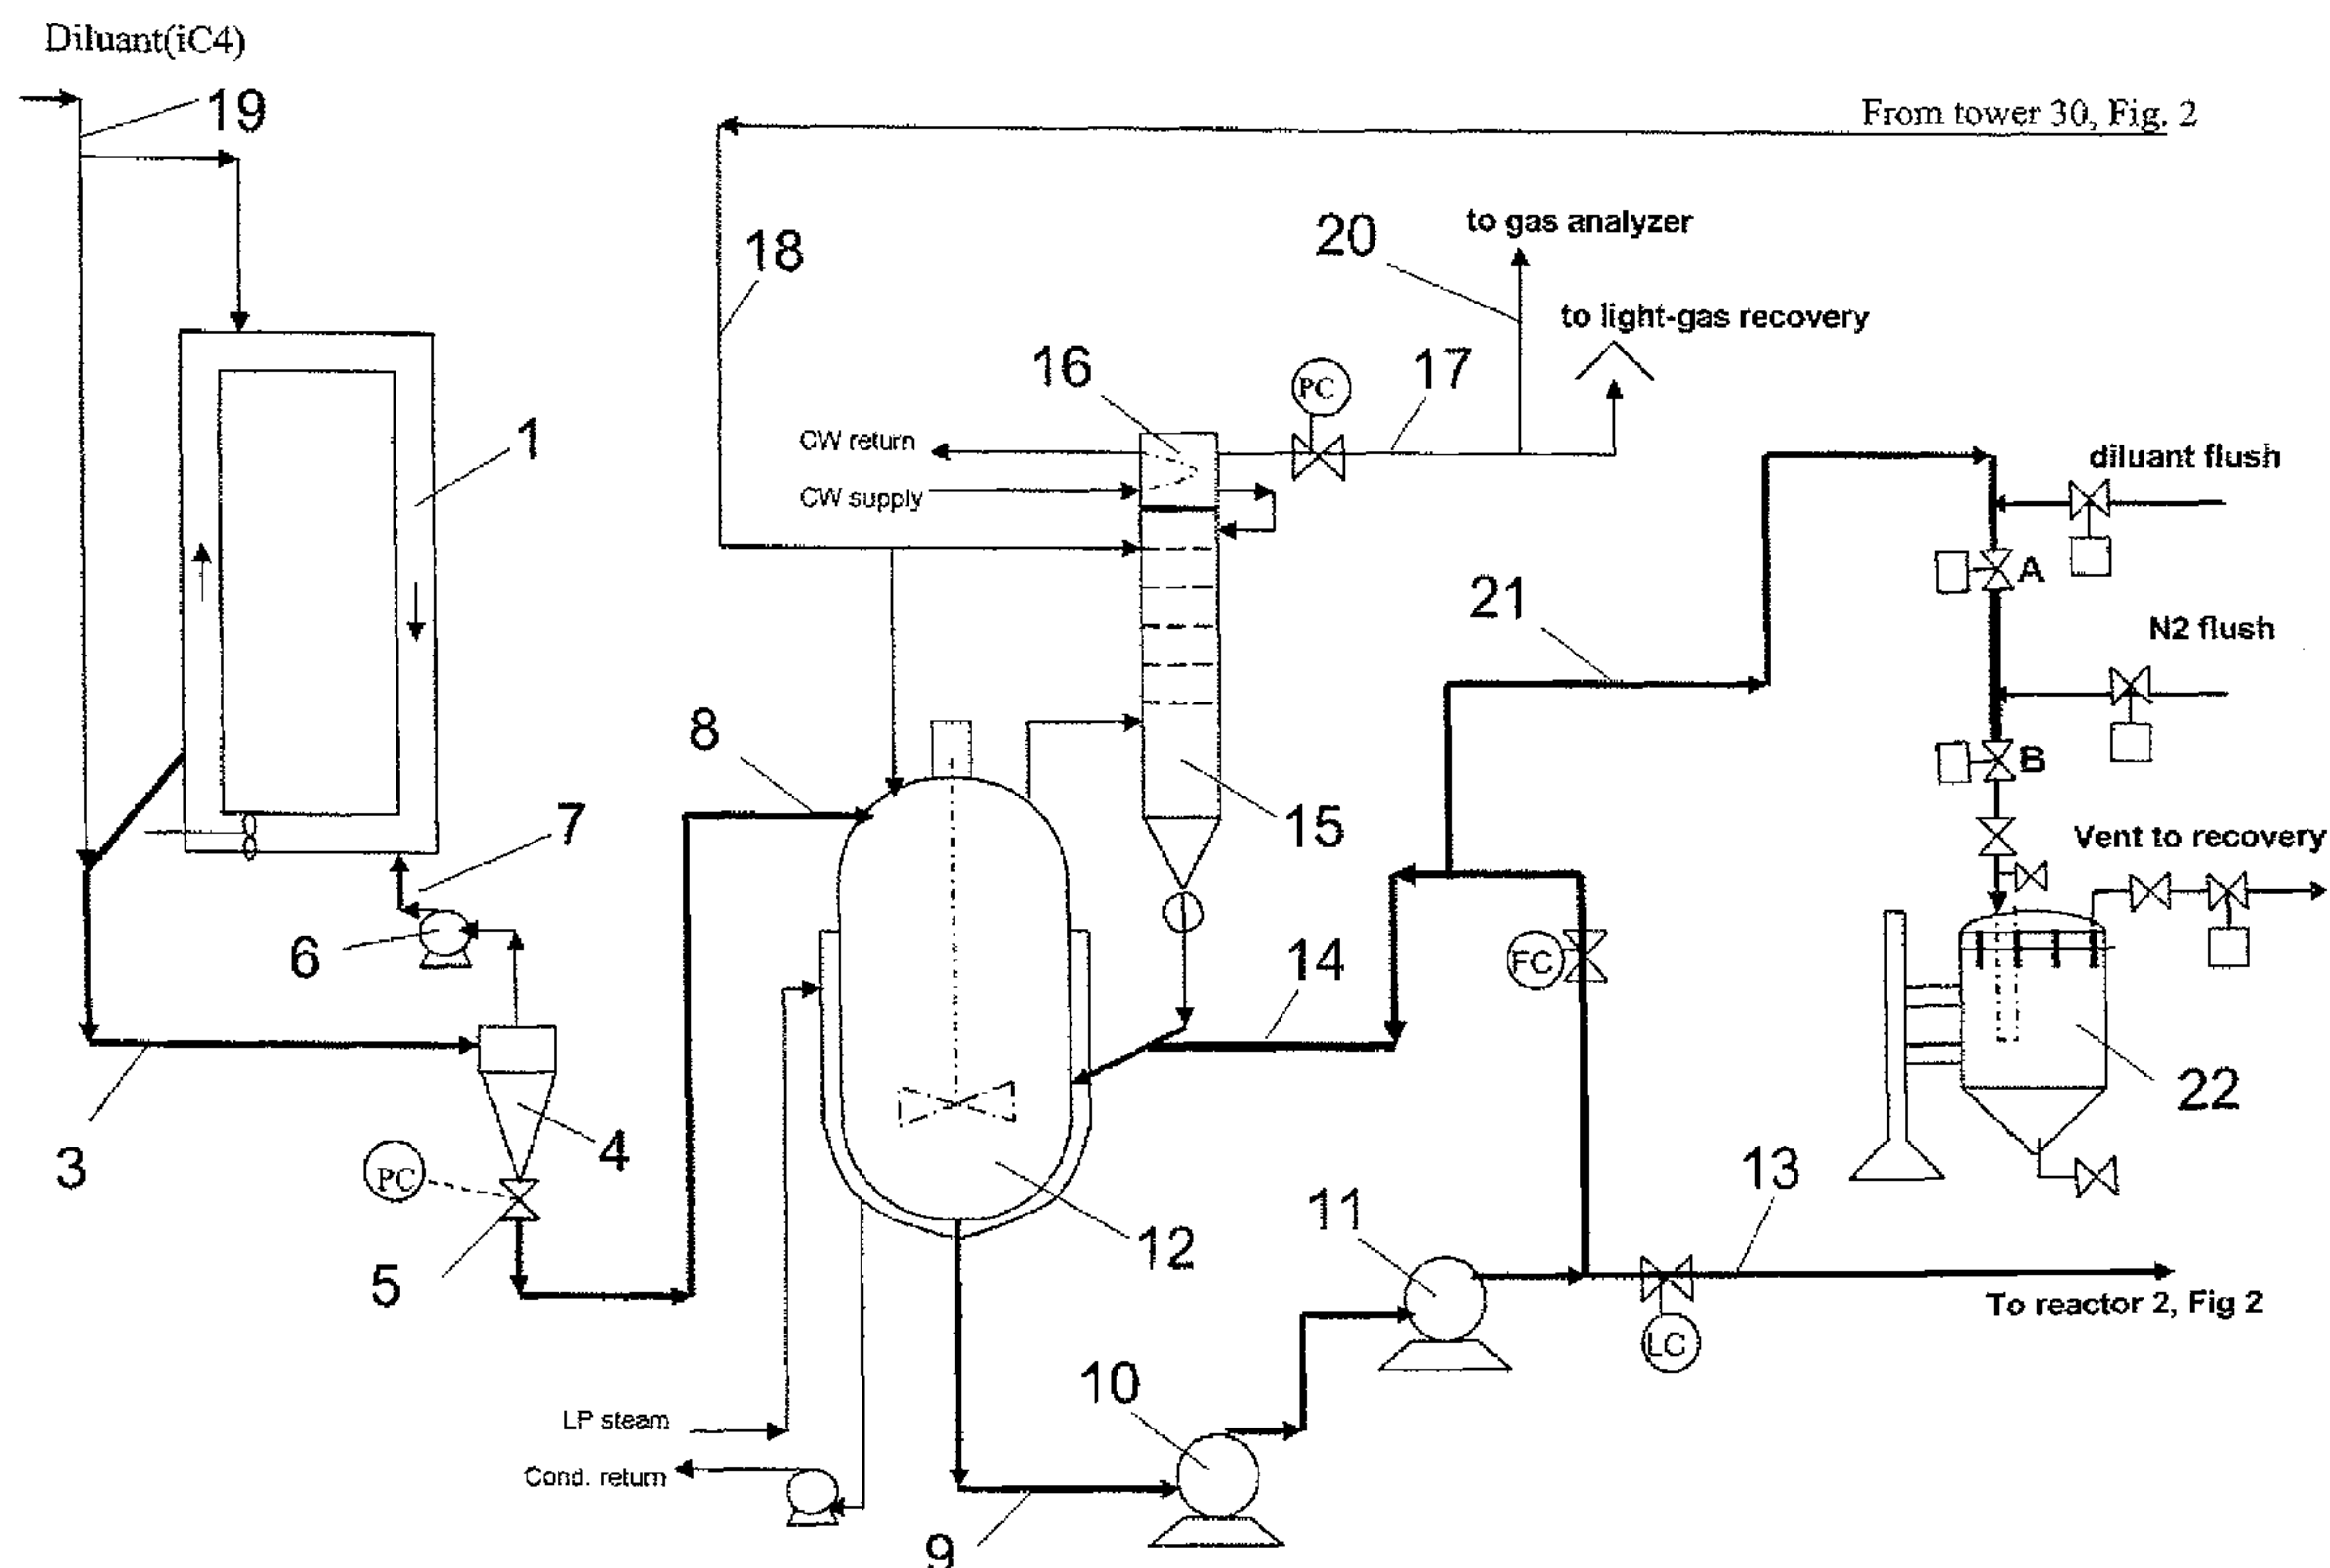 Diluant(iC4)
19
From tower 30, Fig. 2
18
20
to gas analyzer
to light-gas recovery
16
PC
17
1
CW return
CW supply
diluant flush
A
21
N2 flush
8
B
15
7
Vent to recovery
6
14
FC
22
3
4
PC
13
11
12
5
To reactor 2, Fig 2
LC
10
LP steam
Cond. return
9